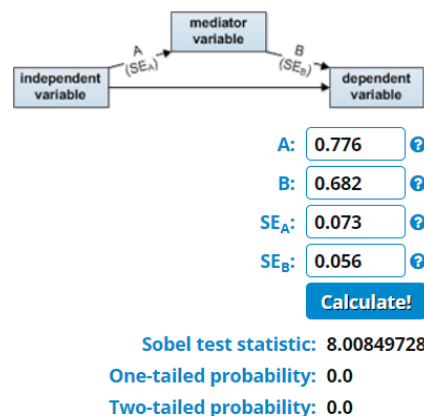 mediator
variable
A
(SEA)
B
(SEB)
independent
variable
dependent
variable
A: 0.776 ?
B: 0.682 ?
SEA: 0.073 ?
SEB: 0.056 ?
Calculate!
Sobel test statistic: 8.00849728
One-tailed probability: 0.0
Two-tailed probability: 0.0